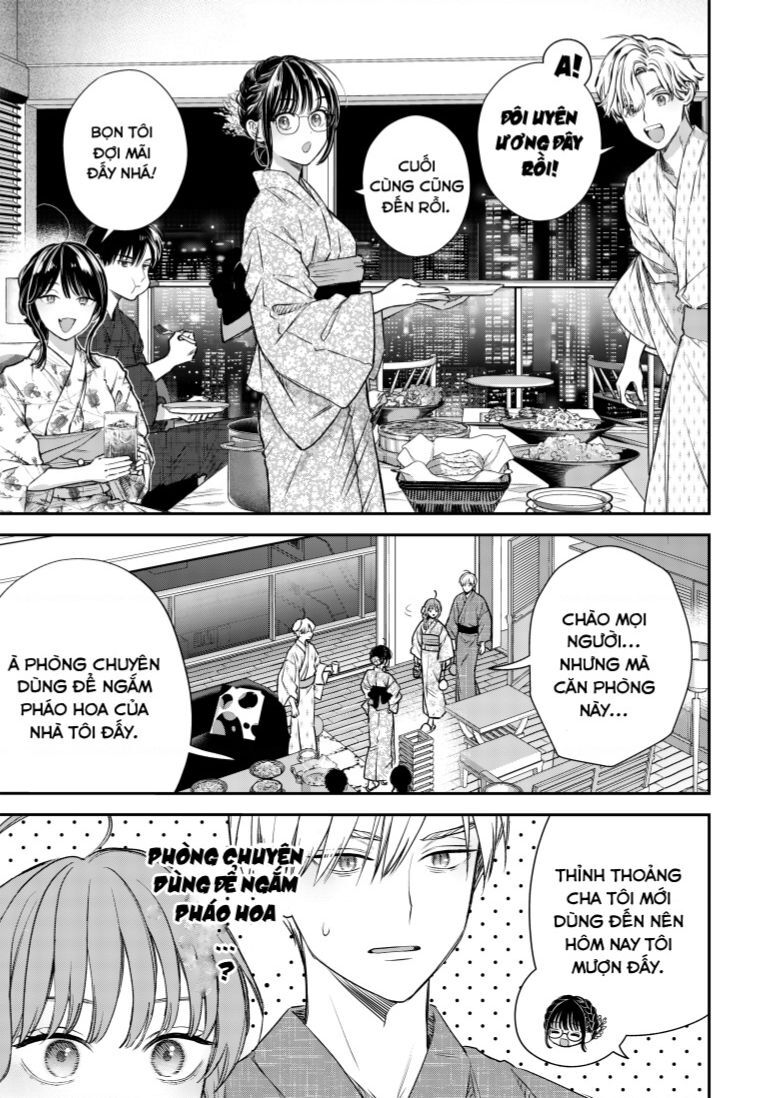 A!
ĐÔI UYÊN
ƯƠNG ĐÂY
RỒI!
CUỐI
CÙNG CŨNG
ĐẾN RỒI.
BỌN TÔI
ĐỢI MÃI
ĐẤY NHÁ!
CHÀO MỌI
NGƯỜI...
NHƯNG MÀ
CĂN PHÒNG
NÀY...
À PHÒNG CHUYÊN
DÙNG ĐỂ NGẮM
PHÁO HOA CỦA
NHÀ TÔI ĐẤY.
THỈNH THOẢNG
CHA TÔI MỚI
DÙNG ĐẾN NÊN
HÔM NAY TÔI
MƯỢN ĐẤY.
PHÒNG CHUYÊN
DÙNG ĐỂ NGẮM
PHÁO HOA
...
?